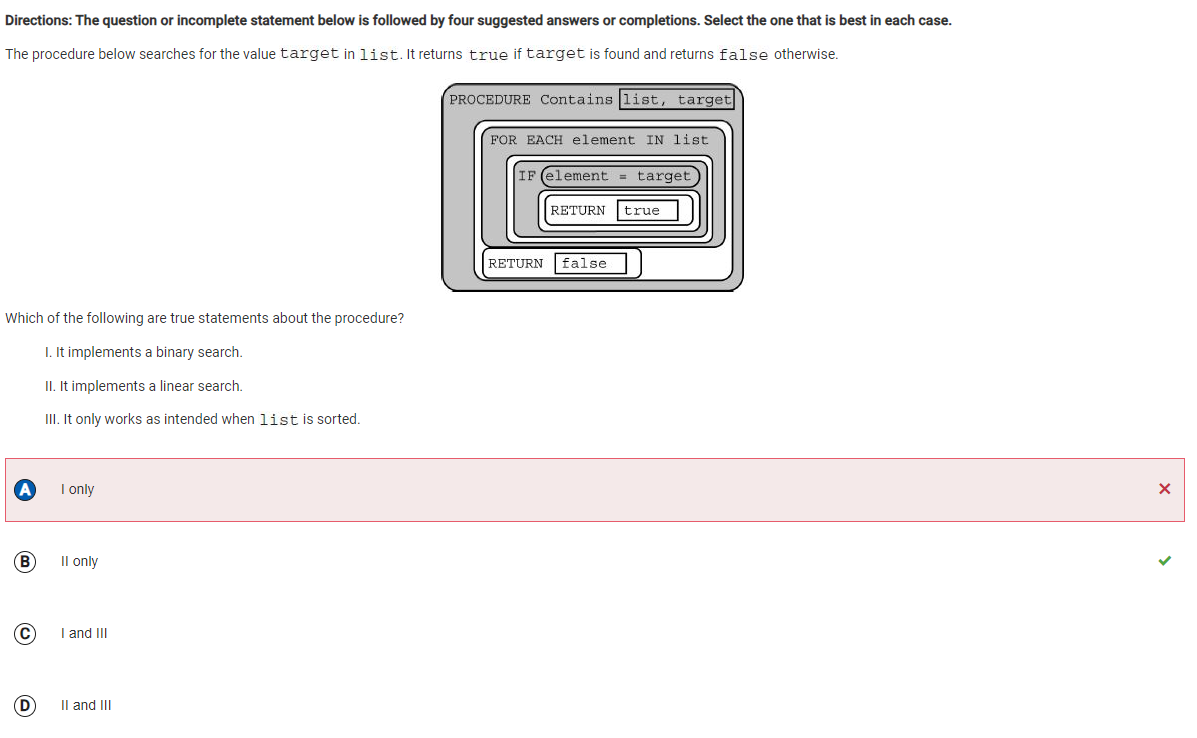 Directions: The question or incomplete statement below is followed by four suggested answers or completions. Select the one that is best in each case.
The procedure below searches for the value target in list. It returns true if target is found and returns false otherwise.
PROCEDURE Contains list, target
FOR EACH element IN list
IF element = target
RETURN true
RETURN false
Which of the following are true statements about the procedure?
I. It implements a binary search.
II. It implements a linear search.
III. It only works as intended when list is sorted.
A I only
B II only
C I and III
D II and III